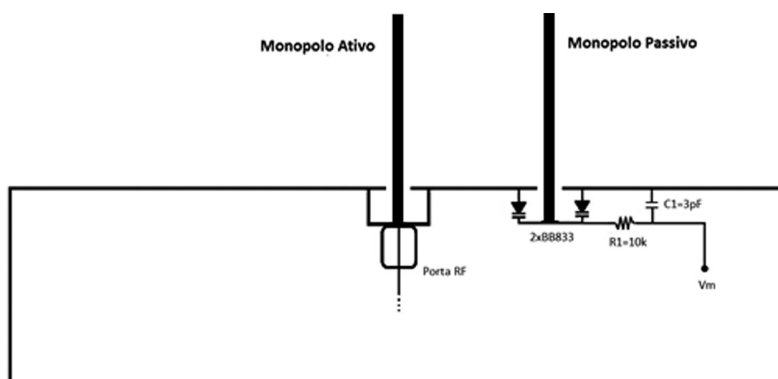 Monopolo Ativo
Monopolo Passivo
C1=3pF
2xBB833
R1=10k
Porta RF
Vm